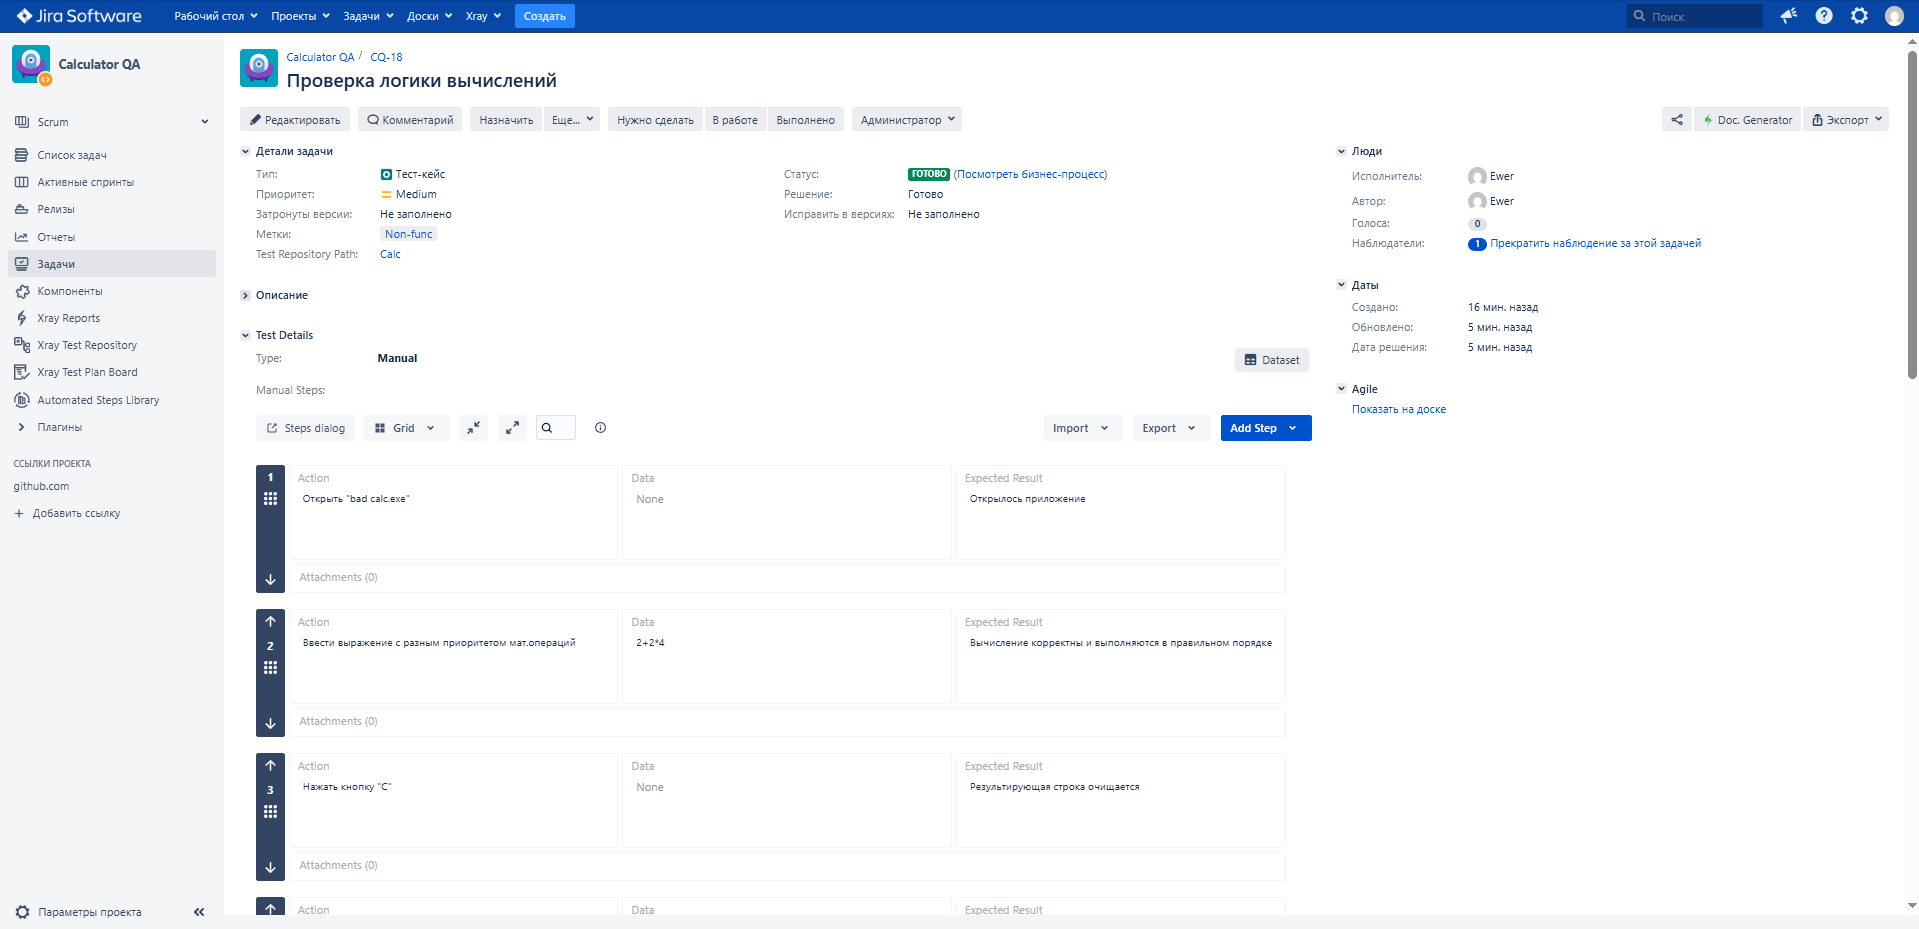 Jira Software Рабочий стол Проекты Задачи Доски Xray Создать Поиск
Calculator QA
Scrum
Список задач
Активные спринты
Релизы
Отчеты
Задачи
Компоненты
Xray Reports
Xray Test Repository
Xray Test Plan Board
Automated Steps Library
Плагины
ССЫЛКИ ПРОЕКТА
github.com
+ Добавить ссылку
Параметры проекта
Calculator QA / CQ-18
Проверка логики вычислений
Редактировать Комментарий Назначить Еще... Нужно сделать В работе Выполнено Администратор Doc. Generator Экспорт
Детали задачи
Тип: Тест-кейс
Приоритет: Medium
Затронуты версии: Не заполнено
Метки: Non-func
Test Repository Path: Calc
Статус: ГОТОВО (Посмотреть бизнес-процесс)
Решение: Готово
Исправить в версиях: Не заполнено
Описание
Test Details
Type: Manual
Dataset
Manual Steps:
Steps dialog Grid Import Export Add Step
1 Action Data Expected Result
Открыть "bad calc.exe" None Открылось приложение
Attachments (0)
2 Action Data Expected Result
Ввести выражение с разным приоритетом мат.операций 2+2*4 Вычисление корректны и выполняются в правильном порядке
Attachments (0)
3 Action Data Expected Result
Нажать кнопку "C" None Результирующая строка очищается
Attachments (0)
Action Data Expected Result
Люди
Исполнитель: Ewer
Автор: Ewer
Голоса: 0
Наблюдатели: 1 Прекратить наблюдение за этой задачей
Даты
Создано: 16 мин. назад
Обновлено: 5 мин. назад
Дата решения: 5 мин. назад
Agile
Показать на доске